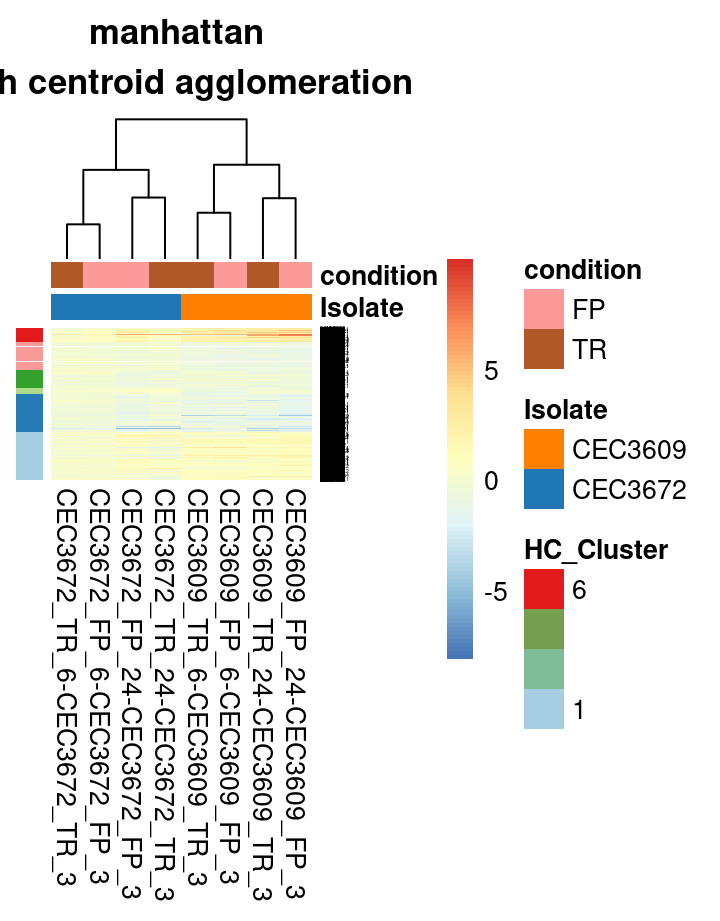 manhattan
h centroid agglomeration
condition
Isolate
5
0
-5
condition
FP
TR
Isolate
CEC3609
CEC3672
HC_Cluster
6
1
CEC3672_TR_6-CEC3672_TR_3
CEC3672_FP_6-CEC3672_FP_3
CEC3672_FP_24-CEC3672_FP_3
CEC3672_TR_24-CEC3672_TR_3
CEC3609_TR_6-CEC3609_TR_3
CEC3609_FP_6-CEC3609_FP_3
CEC3609_TR_24-CEC3609_TR_3
CEC3609_FP_24-CEC3609_FP_3